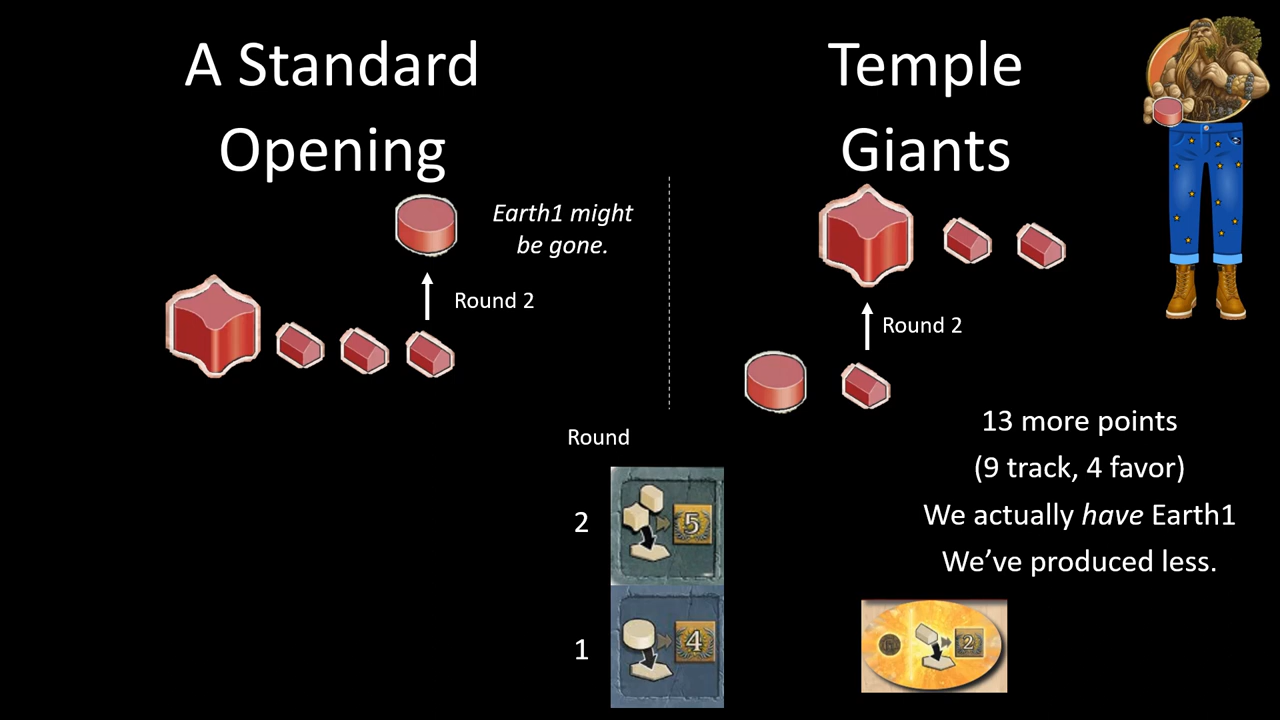 A Standard
Opening
Temple
Giants
Earth1 might
be gone.
Round 2
Round 2
13 more points
(9 track, 4 favor)
We actually have Earth1
We've produced less.
Round
2
5
1
4
2